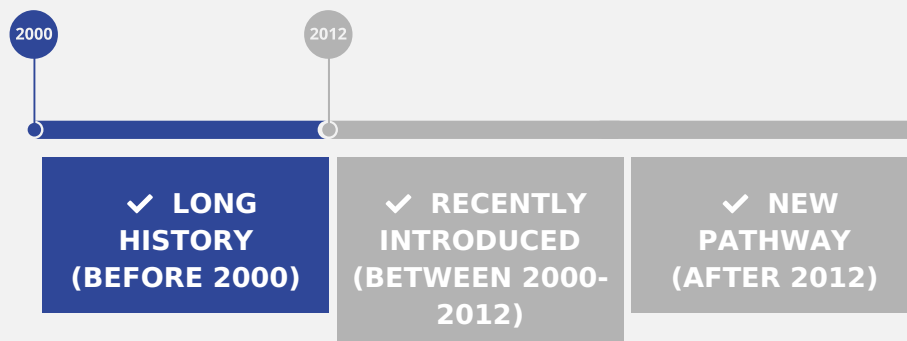 2000
2012
LONG
HISTORY
(BEFORE 2000)
RECENTLY
INTRODUCED
(BETWEEN 2000-
2012)
NEW
PATHWAY
(AFTER 2012)